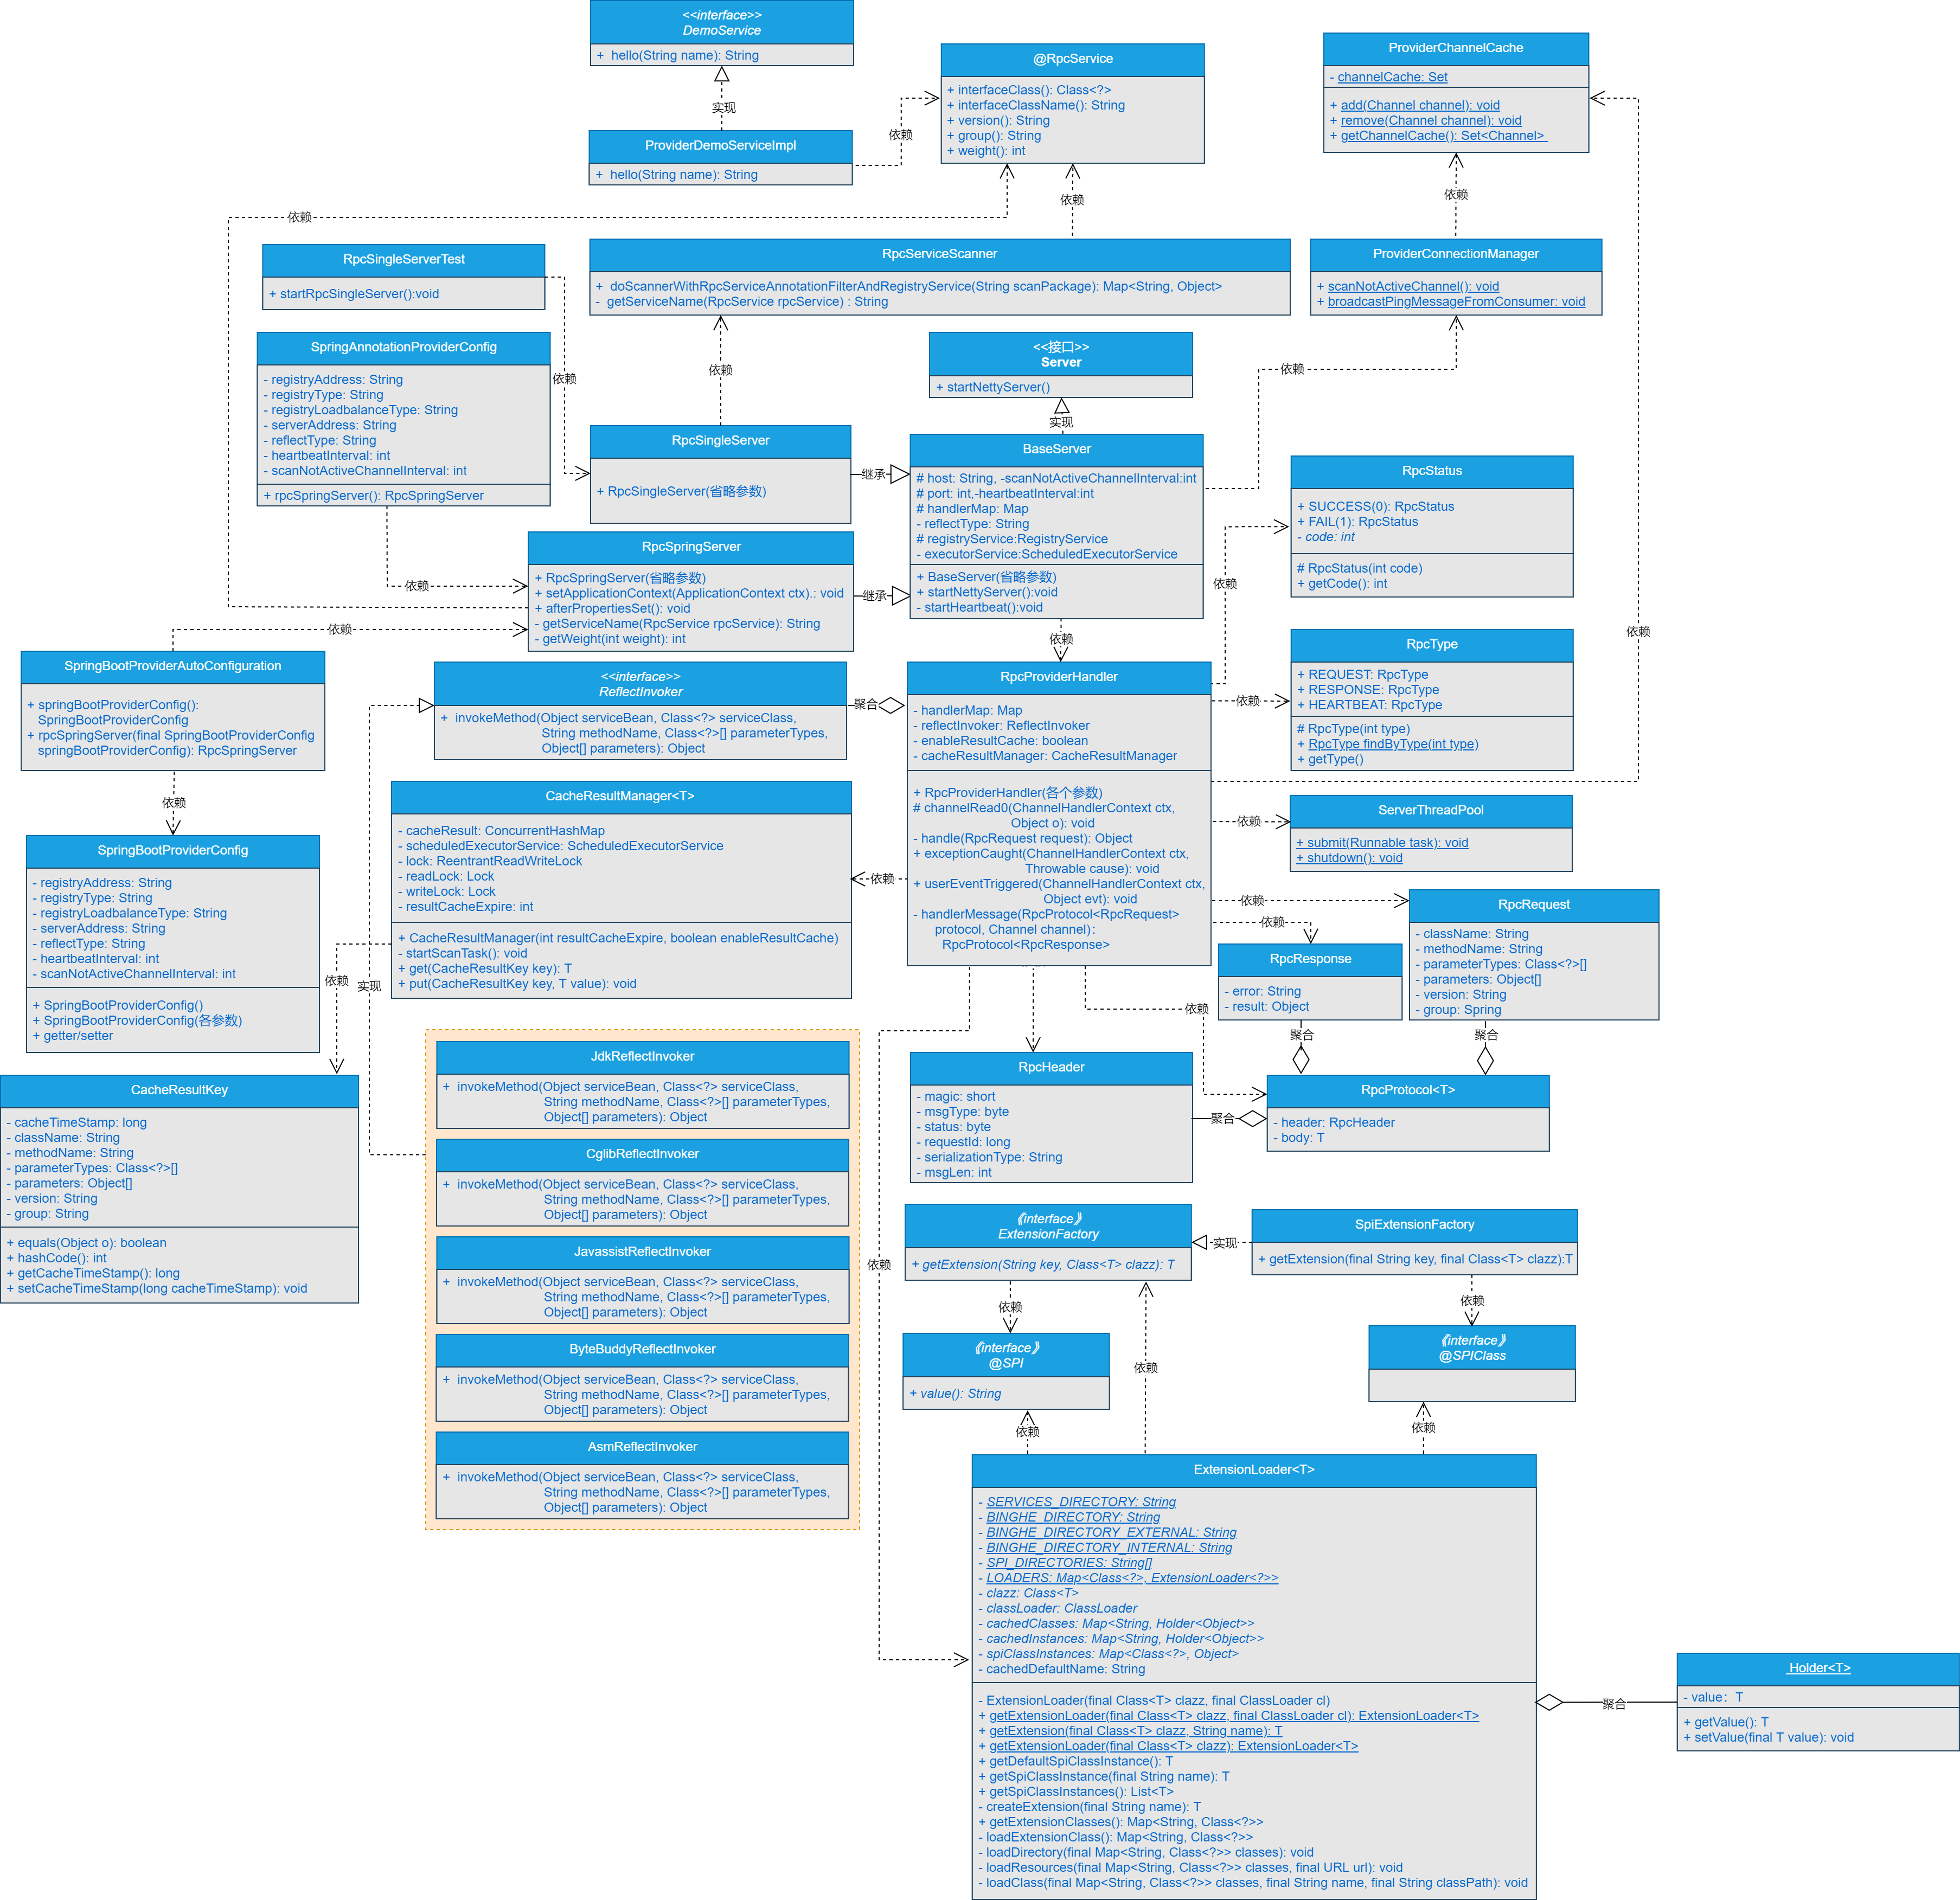 <<interface>>
DemoService
+  hello(String name): String
实现
ProviderDemoServiceImpl
+  hello(String name): String
依赖
@RpcService
+ interfaceClass(): Class<?>
+ interfaceClassName(): String
+ version(): String
+ group(): String
+ weight(): int
ProviderChannelCache
- channelCache: Set
+ add(Channel channel): void
+ remove(Channel channel): void
+ getChannelCache(): Set<Channel>
依赖
依赖
依赖
RpcSingleServerTest
+ startRpcSingleServer():void
RpcServiceScanner
+  doScannerWithRpcServiceAnnotationFilterAndRegistryService(String scanPackage): Map<String, Object>
-  getServiceName(RpcService rpcService) : String
ProviderConnectionManager
+ scanNotActiveChannel(): void
+ broadcastPingMessageFromConsumer: void
SpringAnnotationProviderConfig
- registryAddress: String
- registryType: String
- registryLoadbalanceType: String
- serverAddress: String
- reflectType: String
- heartbeatInterval: int
- scanNotActiveChannelInterval: int
+ rpcSpringServer(): RpcSpringServer
依赖
依赖
<<接口>>
Server
+ startNettyServer()
依赖
实现
RpcSingleServer
+ RpcSingleServer(省略参数)
继承
BaseServer
# host: String, -scanNotActiveChannelInterval:int
# port: int,-heartbeatInterval:int
# handlerMap: Map
- reflectType: String
# registryService:RegistryService
- executorService:ScheduledExecutorService
+ BaseServer(省略参数)
+ startNettyServer():void
- startHeartbeat():void
RpcStatus
+ SUCCESS(0): RpcStatus
+ FAIL(1): RpcStatus
- code: int
# RpcStatus(int code)
+ getCode(): int
依赖
RpcSpringServer
+ RpcSpringServer(省略参数)
+ setApplicationContext(ApplicationContext ctx).: void
+ afterPropertiesSet(): void
- getServiceName(RpcService rpcService): String
- getWeight(int weight): int
依赖
继承
依赖
依赖
依赖
SpringBootProviderAutoConfiguration
+ springBootProviderConfig():
SpringBootProviderConfig
+ rpcSpringServer(final SpringBootProviderConfig
springBootProviderConfig): RpcSpringServer
<<interface>>
ReflectInvoker
+  invokeMethod(Object serviceBean, Class<?> serviceClass,
String methodName, Class<?>[] parameterTypes,
Object[] parameters): Object
聚合
RpcProviderHandler
- handlerMap: Map
- reflectInvoker: ReflectInvoker
- enableResultCache: boolean
- cacheResultManager: CacheResultManager
+ RpcProviderHandler(各个参数)
# channelRead0(ChannelHandlerContext ctx,
Object o): void
- handle(RpcRequest request): Object
+ exceptionCaught(ChannelHandlerContext ctx,
Throwable cause): void
+ userEventTriggered(ChannelHandlerContext ctx,
Object evt): void
- handlerMessage(RpcProtocol<RpcRequest>
protocol, Channel channel)：
RpcProtocol<RpcResponse>
依赖
RpcType
+ REQUEST: RpcType
+ RESPONSE: RpcType
+ HEARTBEAT: RpcType
# RpcType(int type)
+ RpcType findByType(int type)
+ getType()
依赖
SpringBootProviderConfig
- registryAddress: String
- registryType: String
- registryLoadbalanceType: String
- serverAddress: String
- reflectType: String
- heartbeatInterval: int
- scanNotActiveChannelInterval: int
+ SpringBootProviderConfig()
+ SpringBootProviderConfig(各参数)
+ getter/setter
CacheResultManager<T>
- cacheResult: ConcurrentHashMap
- scheduledExecutorService: ScheduledExecutorService
- lock: ReentrantReadWriteLock
- readLock: Lock
- writeLock: Lock
- resultCacheExpire: int
+ CacheResultManager(int resultCacheExpire, boolean enableResultCache)
- startScanTask(): void
+ get(CacheResultKey key): T
+ put(CacheResultKey key, T value): void
依赖
依赖
ServerThreadPool
+ submit(Runnable task): void
+ shutdown(): void
依赖
依赖
RpcRequest
- className: String
- methodName: String
- parameterTypes: Class<?>[]
- parameters: Object[]
- version: String
- group: Spring
RpcResponse
- error: String
- result: Object
依赖
实现
依赖
聚合
聚合
CacheResultKey
- cacheTimeStamp: long
- className: String
- methodName: String
- parameterTypes: Class<?>[]
- parameters: Object[]
- version: String
- group: String
+ equals(Object o): boolean
+ hashCode(): int
+ getCacheTimeStamp(): long
+ setCacheTimeStamp(long cacheTimeStamp): void
JdkReflectInvoker
+  invokeMethod(Object serviceBean, Class<?> serviceClass,
String methodName, Class<?>[] parameterTypes,
Object[] parameters): Object
CglibReflectInvoker
+  invokeMethod(Object serviceBean, Class<?> serviceClass,
String methodName, Class<?>[] parameterTypes,
Object[] parameters): Object
JavassistReflectInvoker
+  invokeMethod(Object serviceBean, Class<?> serviceClass,
String methodName, Class<?>[] parameterTypes,
Object[] parameters): Object
ByteBuddyReflectInvoker
+  invokeMethod(Object serviceBean, Class<?> serviceClass,
String methodName, Class<?>[] parameterTypes,
Object[] parameters): Object
AsmReflectInvoker
+  invokeMethod(Object serviceBean, Class<?> serviceClass,
String methodName, Class<?>[] parameterTypes,
Object[] parameters): Object
RpcHeader
- magic: short
- msgType: byte
- status: byte
- requestId: long
- serializationType: String
- msgLen: int
聚合
RpcProtocol<T>
- header: RpcHeader
- body: T
依赖
《interface》
ExtensionFactory
+ getExtension(String key, Class<T> clazz): T
实现
SpiExtensionFactory
+ getExtension(final String key, final Class<T> clazz):T
依赖
依赖
《interface》
@SPI
+ value(): String
依赖
《interface》
@SPIClass
依赖
依赖
ExtensionLoader<T>
- SERVICES_DIRECTORY: String
- BINGHE_DIRECTORY: String
- BINGHE_DIRECTORY_EXTERNAL: String
- BINGHE_DIRECTORY_INTERNAL: String
- SPI_DIRECTORIES: String[]
- LOADERS: Map<Class<?>, ExtensionLoader<?>>
- clazz: Class<T>
- classLoader: ClassLoader
- cachedClasses: Map<String, Holder<Object>>
- cachedInstances: Map<String, Holder<Object>>
- spiClassInstances: Map<Class<?>, Object>
- cachedDefaultName: String
- ExtensionLoader(final Class<T> clazz, final ClassLoader cl)
+ getExtensionLoader(final Class<T> clazz, final ClassLoader cl): ExtensionLoader<T>
+ getExtension(final Class<T> clazz, String name): T
+ getExtensionLoader(final Class<T> clazz): ExtensionLoader<T>
+ getDefaultSpiClassInstance(): T
+ getSpiClassInstance(final String name): T
+ getSpiClassInstances(): List<T>
- createExtension(final String name): T
+ getExtensionClasses(): Map<String, Class<?>>
- loadExtensionClass(): Map<String, Class<?>>
- loadDirectory(final Map<String, Class<?>> classes): void
- loadResources(final Map<String, Class<?>> classes, final URL url): void
- loadClass(final Map<String, Class<?>> classes, final String name, final String classPath): void
聚合
Holder<T>
- value： T
+ getValue(): T
+ setValue(final T value): void